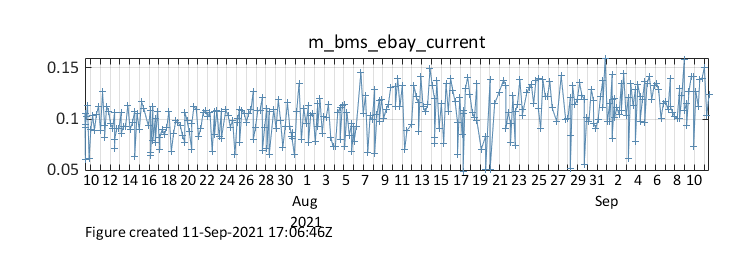 m_bms_ebay_current
0.15
0.1
0.05
10 12 14 16 18 20 22 24 26 28 30 1 3 5 7 9 11 13 15 17 19 21 23 25 27 29 31 2 4 6 8 10
Aug Sep
2021
Figure created 11-Sep-2021 17:06:46Z